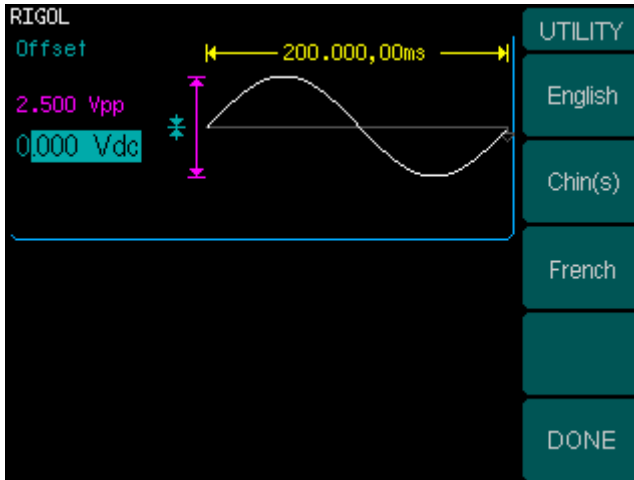 RIGOL
UTILITY
Offset
200.000,00ms
English
2.500 Vpp
0.000 Vdc
Chin(s)
French
DONE